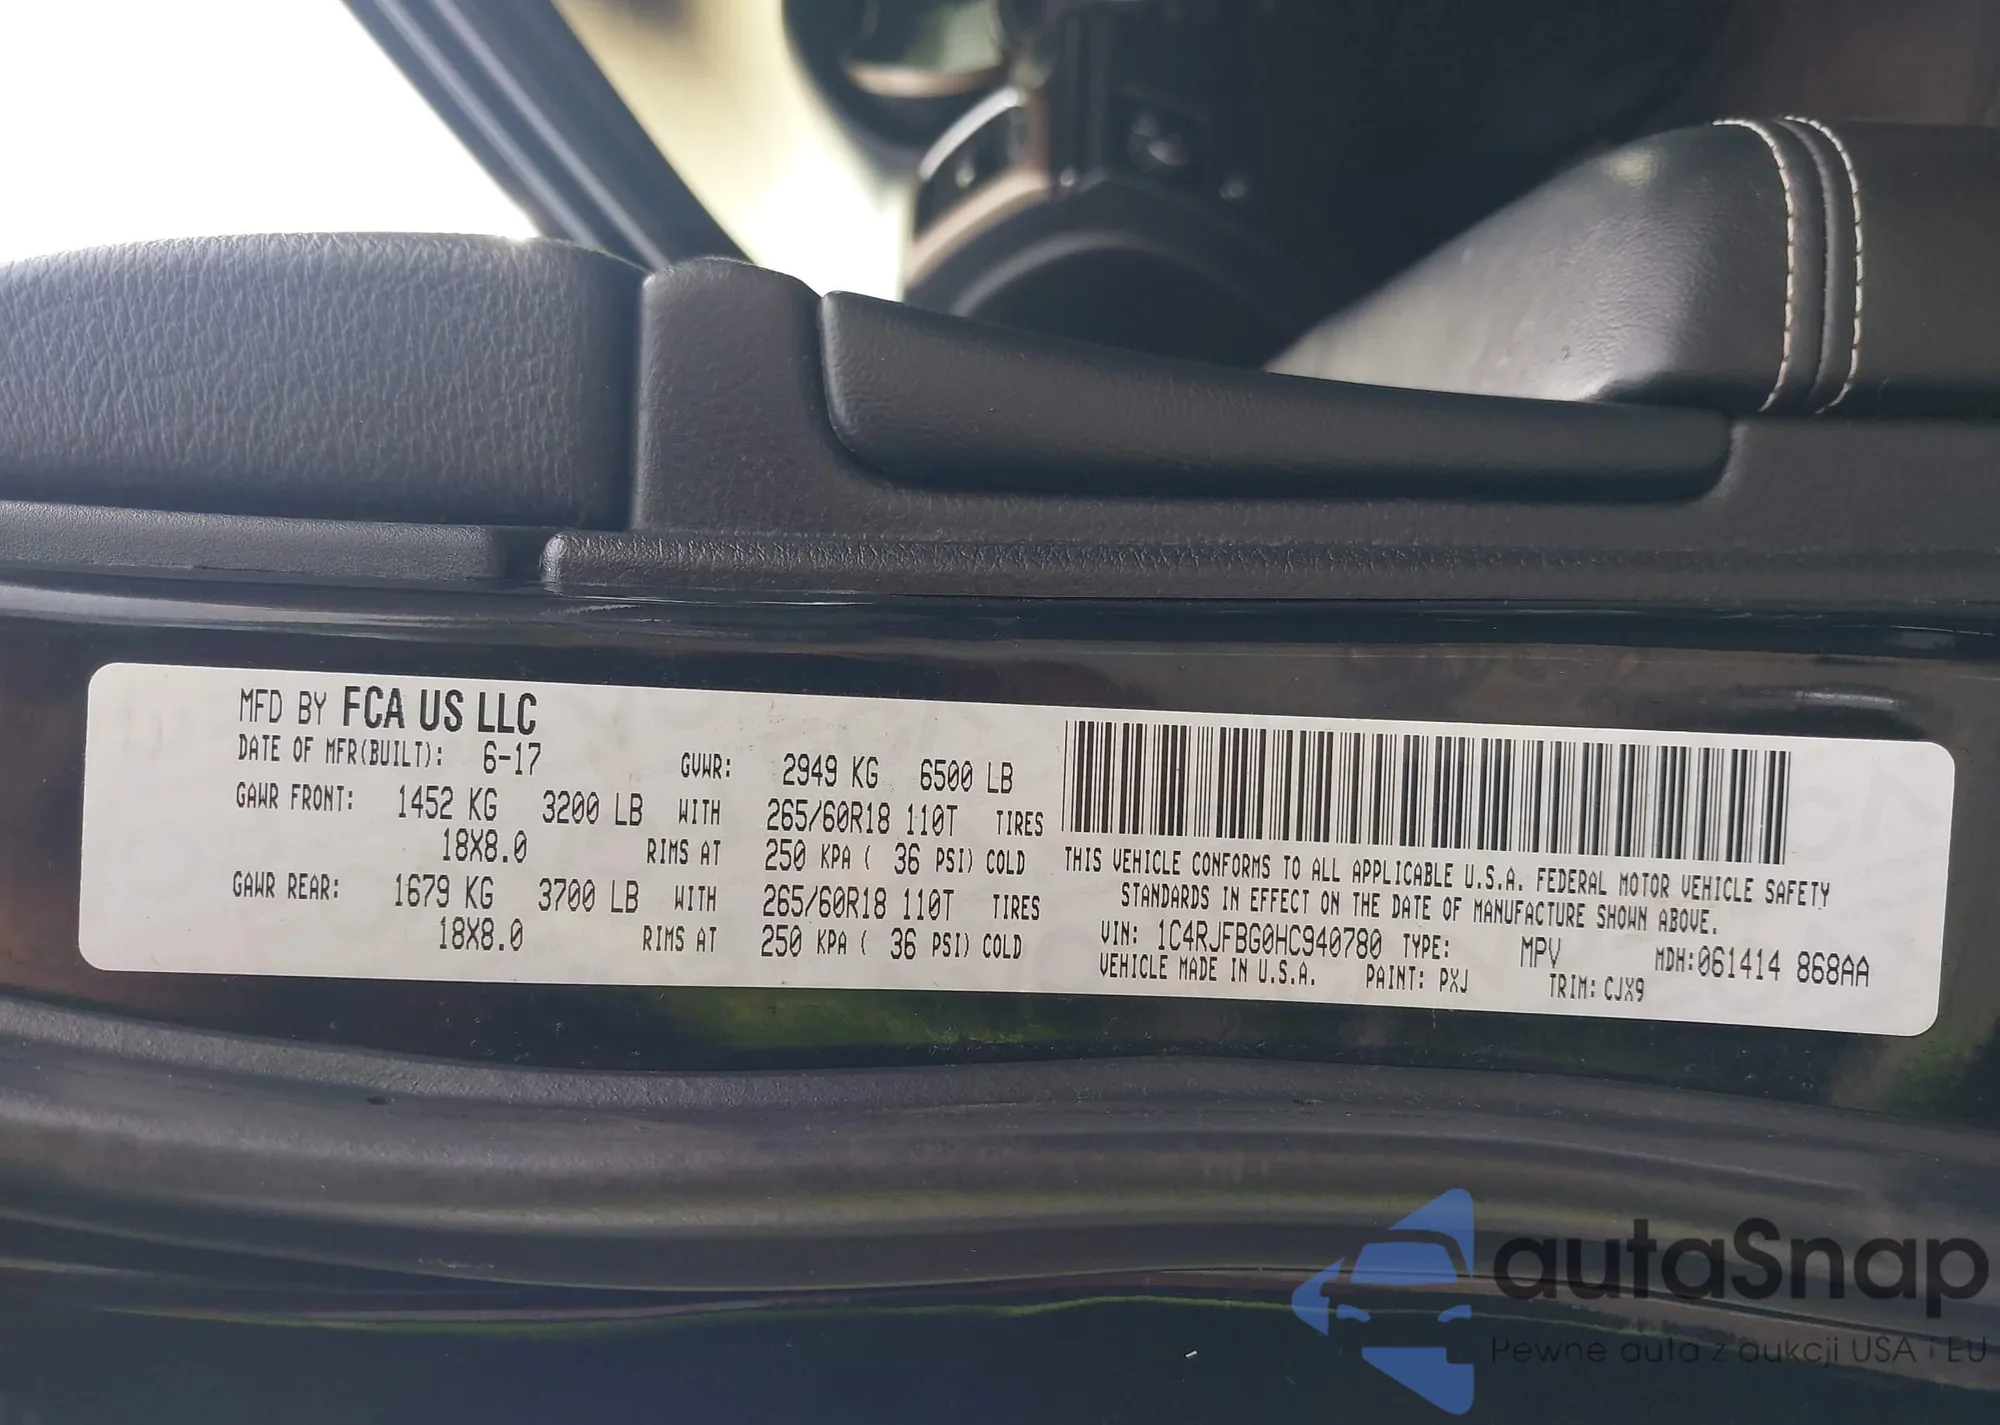 MFD BY FCA US LLC
DATE OF MFR(BUILT): 6-17 GVWR: 2949 KG 6500 LB
GAWR FRONT: 1452 KG 3200 LB WITH 265/60R18 110T TIRES
18X8.0 RIMS AT 250 KPA ( 36 PSI) COLD
GAWR REAR: 1679 KG 3700 LB WITH 265/60R18 110T TIRES
18X8.0 RIMS AT 250 KPA ( 36 PSI) COLD
THIS VEHICLE CONFORMS TO ALL APPLICABLE U.S.A. FEDERAL MOTOR VEHICLE SAFETY
STANDARDS IN EFFECT ON THE DATE OF MANUFACTURE SHOWN ABOVE.
VIN: 1C4RJFBG0HC940780 TYPE: MPV MDH:061414 868AA
VEHICLE MADE IN U.S.A. PAINT: PXJ TRIM: CJX9
autaSnap
Pewne auta z aukcji USA i EU